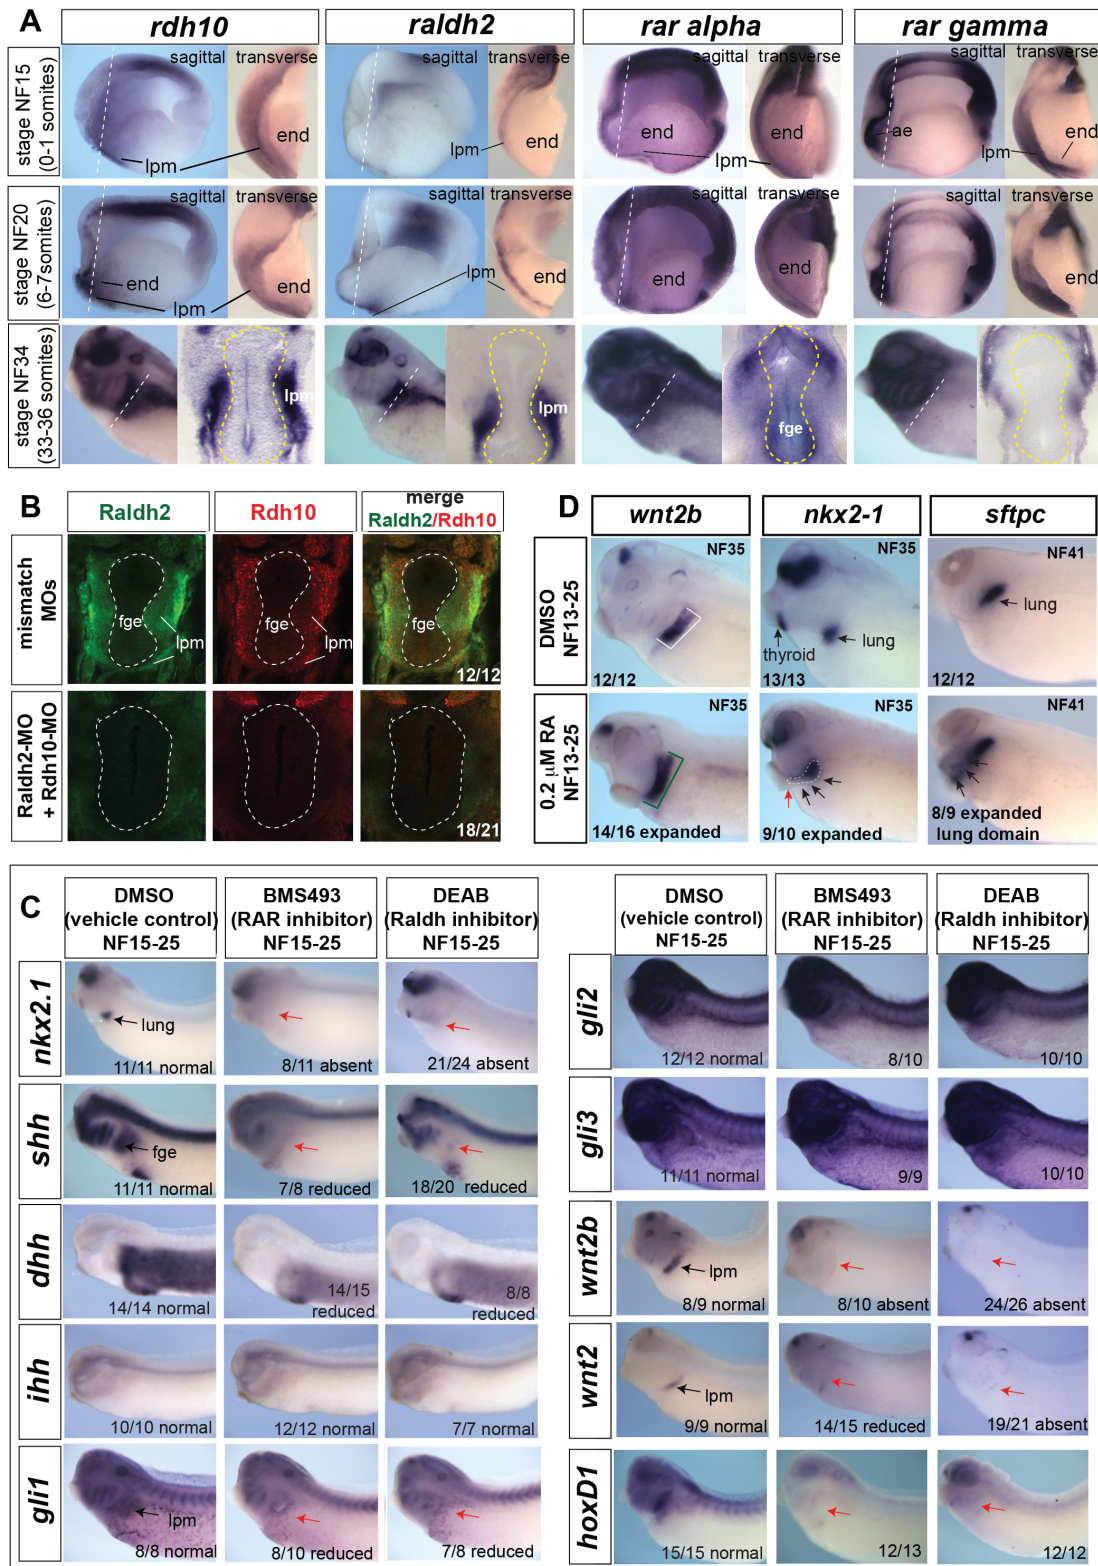 A
rdh10
raldh2
rar alpha
rar gamma
stage NF15
(0-1 somites)
sagittal
transverse
end
lpm
sagittal
transverse
lpm
end
sagittal
transverse
end
end
lpm
sagittal
transverse
ae
lpm
end
stage NF20
(6-7somites)
sagittal
transverse
end
lpm
end
sagittal
transverse
lpm
end
sagittal
transverse
end
end
sagittal
transverse
end
stage NF34
(33-36 somites)
lpm
lpm
fge
B
Raldh2
Rdh10
merge
Raldh2/Rdh10
mismatch
MOs
fge
lpm
lpm
fge
12/12
Raldh2-MO
+ Rdh10-MO
18/21
D
wnt2b
nkx2-1
sftpc
DMSO
NF13-25
NF35
12/12
NF35
thyroid
lung
13/13
NF41
lung
12/12
0.2 µM RA
NF13-25
NF35
14/16 expanded
NF35
9/10 expanded
NF41
8/9 expanded
lung domain
C
DMSO
(vehicle control)
NF15-25
BMS493
(RAR inhibitor)
NF15-25
DEAB
(Raldh inhibitor)
NF15-25
nkx2.1
lung
11/11 normal
8/11 absent
21/24 absent
shh
fge
11/11 normal
7/8 reduced
18/20 reduced
dhh
14/14 normal
14/15
reduced
8/8
reduced
ihh
10/10 normal
12/12 normal
7/7 normal
gli1
lpm
8/8 normal
8/10 reduced
7/8 reduced
DMSO
(vehicle control)
NF15-25
BMS493
(RAR inhibitor)
NF15-25
DEAB
(Raldh inhibitor)
NF15-25
gli2
12/12 normal
8/10
10/10
gli3
11/11 normal
9/9
10/10
wnt2b
lpm
8/9 normal
8/10 absent
24/26 absent
wnt2
lpm
9/9 normal
14/15 reduced
19/21 absent
hoxD1
15/15 normal
12/13
12/12